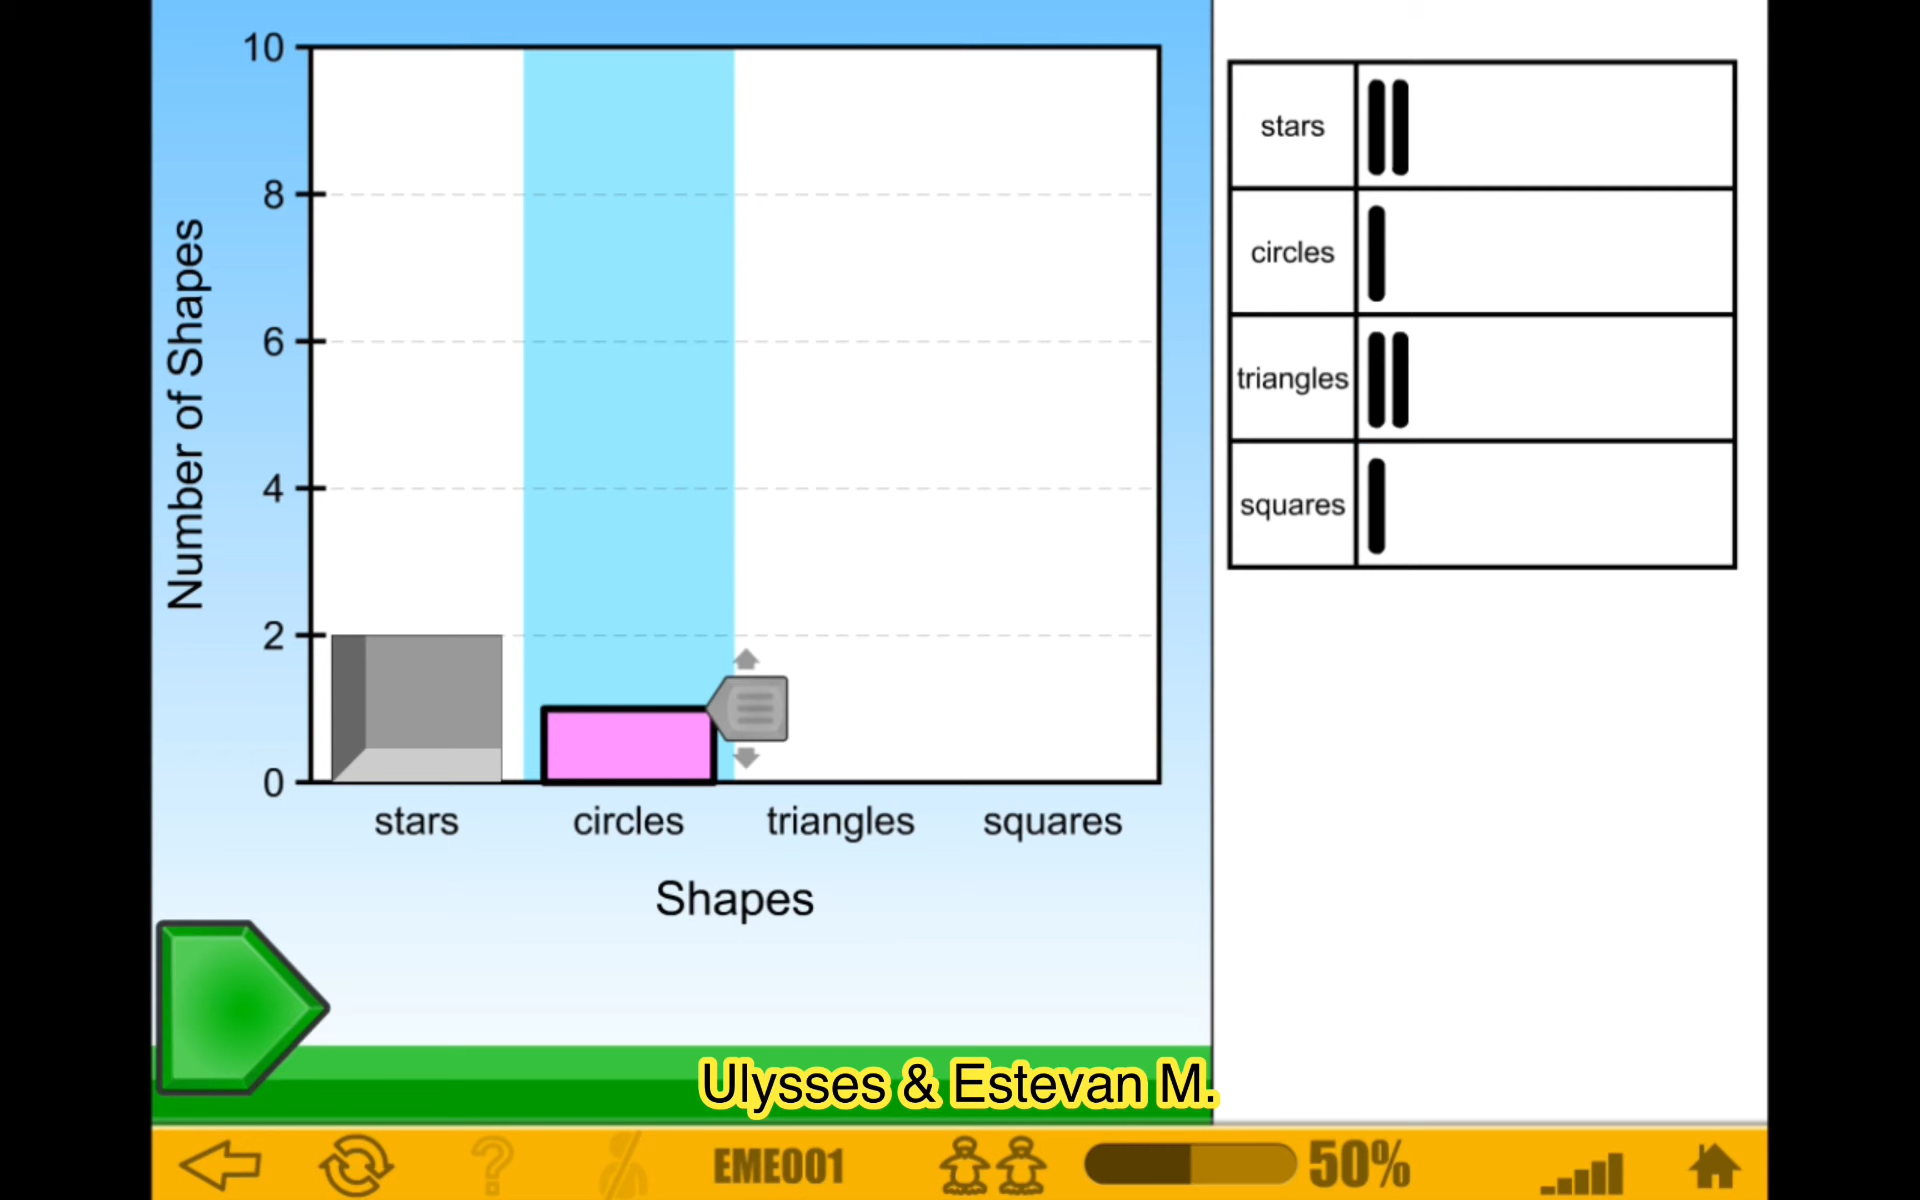 10
8
6
4
2
0
Number of Shapes
stars circles triangles squares
Shapes
stars
circles
triangles
squares
Ulysses & Estevan M.
? EME001 50%